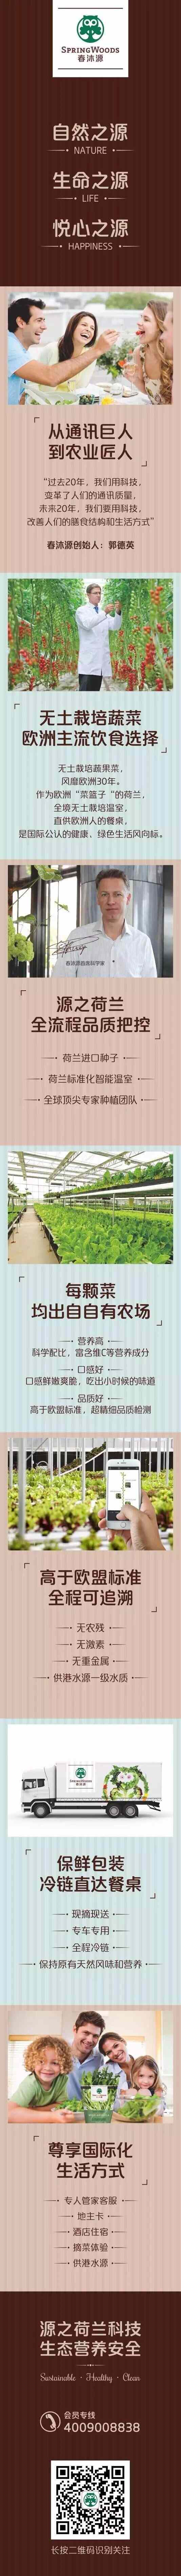 SPRINGWOODS
春沐源
自然之源
NATURE
生命之源
LIFE
悦心之源
HAPPINESS
从通讯巨人
到农业匠人
“过去20年，我们用科技，
变革了人们的通讯质量，
未来20年，我们要用科技，
改善人们的膳食结构和生活方式”
春沐源创始人：郭德英
无土栽培蔬菜
欧洲主流饮食选择
无土栽培蔬果菜，
风靡欧洲30年。
作为欧洲“菜篮子“的荷兰，
全境无土栽培温室，
直供欧洲人的餐桌，
是国际公认的健康、绿色生活风向标。
源之荷兰
全流程品质把控
荷兰进口种子
荷兰标准化智能温室
全球顶尖专家种植团队
每颗菜
均出自自有农场
营养高
科学配比，富含维C等营养成分
口感好
口感鲜嫩爽脆，吃出小时候的味道
品质好
高于欧盟标准，超精细品质检测
高于欧盟标准
全程可追溯
无农残
无激素
无重金属
供港水源一级水质
SPRINGWOODS
春沐源
保鲜包装
冷链直达餐桌
现摘现送
专车专用
全程冷链
保持原有天然风味和营养
尊享国际化
生活方式
专人管家客服
地主卡
酒店住宿
摘菜体验
供港水源
源之荷兰科技
生态营养安全
Sustainable · Healthy · Clean
会员专线
4009008838
长按二维码识别关注